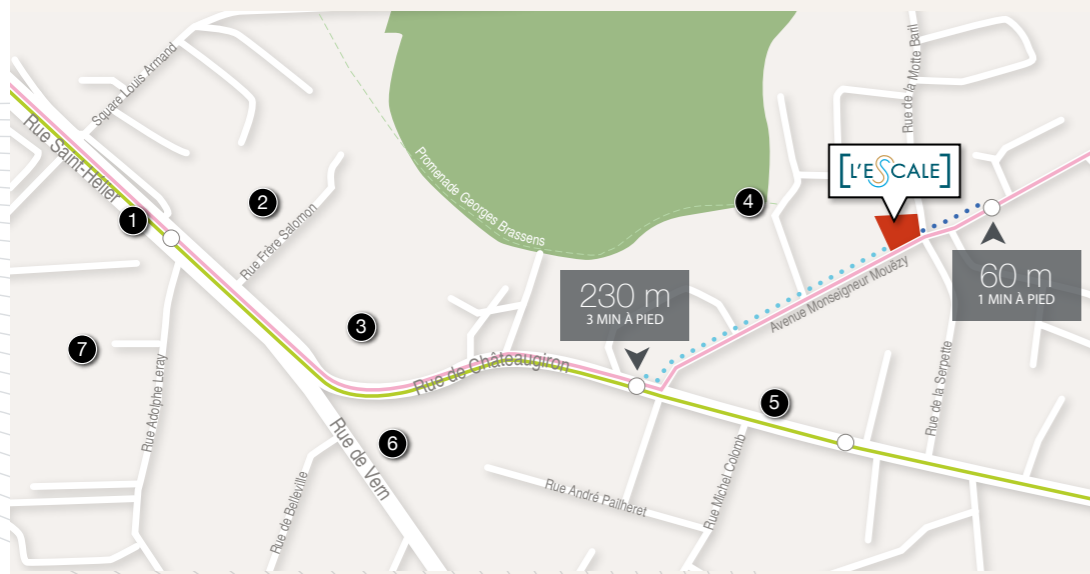 Square Louis Armand
Rue Saint-Hélier
1
2
Rue Frère Salomon
Promenade Georges Brassens
4
Rue de la Motte Baril
[L'ESCALE]
230 m
3 MIN À PIED
60 m
1 MIN À PIED
Avenue Monseigneur Mouëzy
3
7
Rue Adolphe Leray
Rue de Châteaugiron
5
Rue de la Serpette
6
Rue de Vern
Rue de Belleville
Rue André Pailheret
Rue Michel Colomb